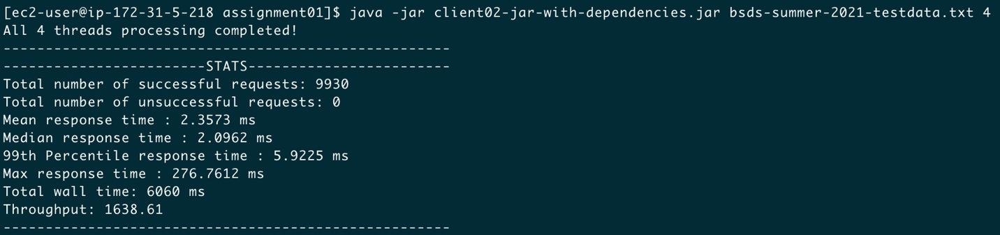 [ec2-user@ip-172-31-5-218 assignment01]$ java -jar client02-jar-with-dependencies.jar bsds-summer-2021-testdata.txt 4
All 4 threads processing completed!
-----------------------------------------------------
------------------------STATS------------------------
Total number of successful requests: 9930
Total number of unsuccessful requests: 0
Mean response time : 2.3573 ms
Median response time : 2.0962 ms
99th Percentile response time : 5.9225 ms
Max response time : 276.7612 ms
Total wall time: 6060 ms
Throughput: 1638.61
-----------------------------------------------------